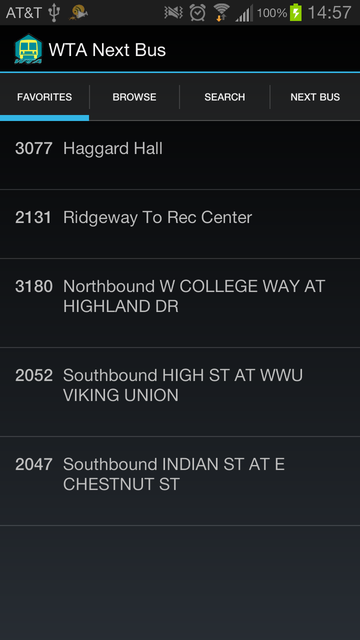 AT&T 100% 14:57
WTA Next Bus
FAVORITES BROWSE SEARCH NEXT BUS
3077 Haggard Hall
2131 Ridgeway To Rec Center
3180 Northbound W COLLEGE WAY AT
HIGHLAND DR
2052 Southbound HIGH ST AT WWU
VIKING UNION
2047 Southbound INDIAN ST AT E
CHESTNUT ST